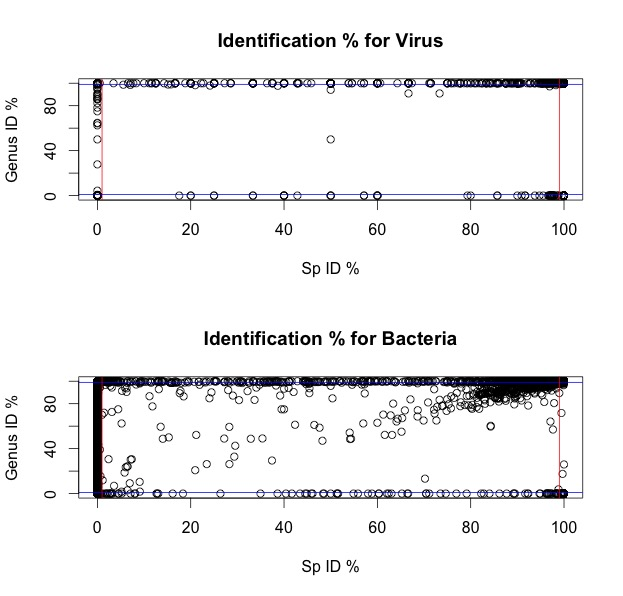 Identification % for Virus
Genus ID %
80
40
0
0 20 40 60 80 100
Sp ID %
Identification % for Bacteria
Genus ID %
80
40
0
0 20 40 60 80 100
Sp ID %